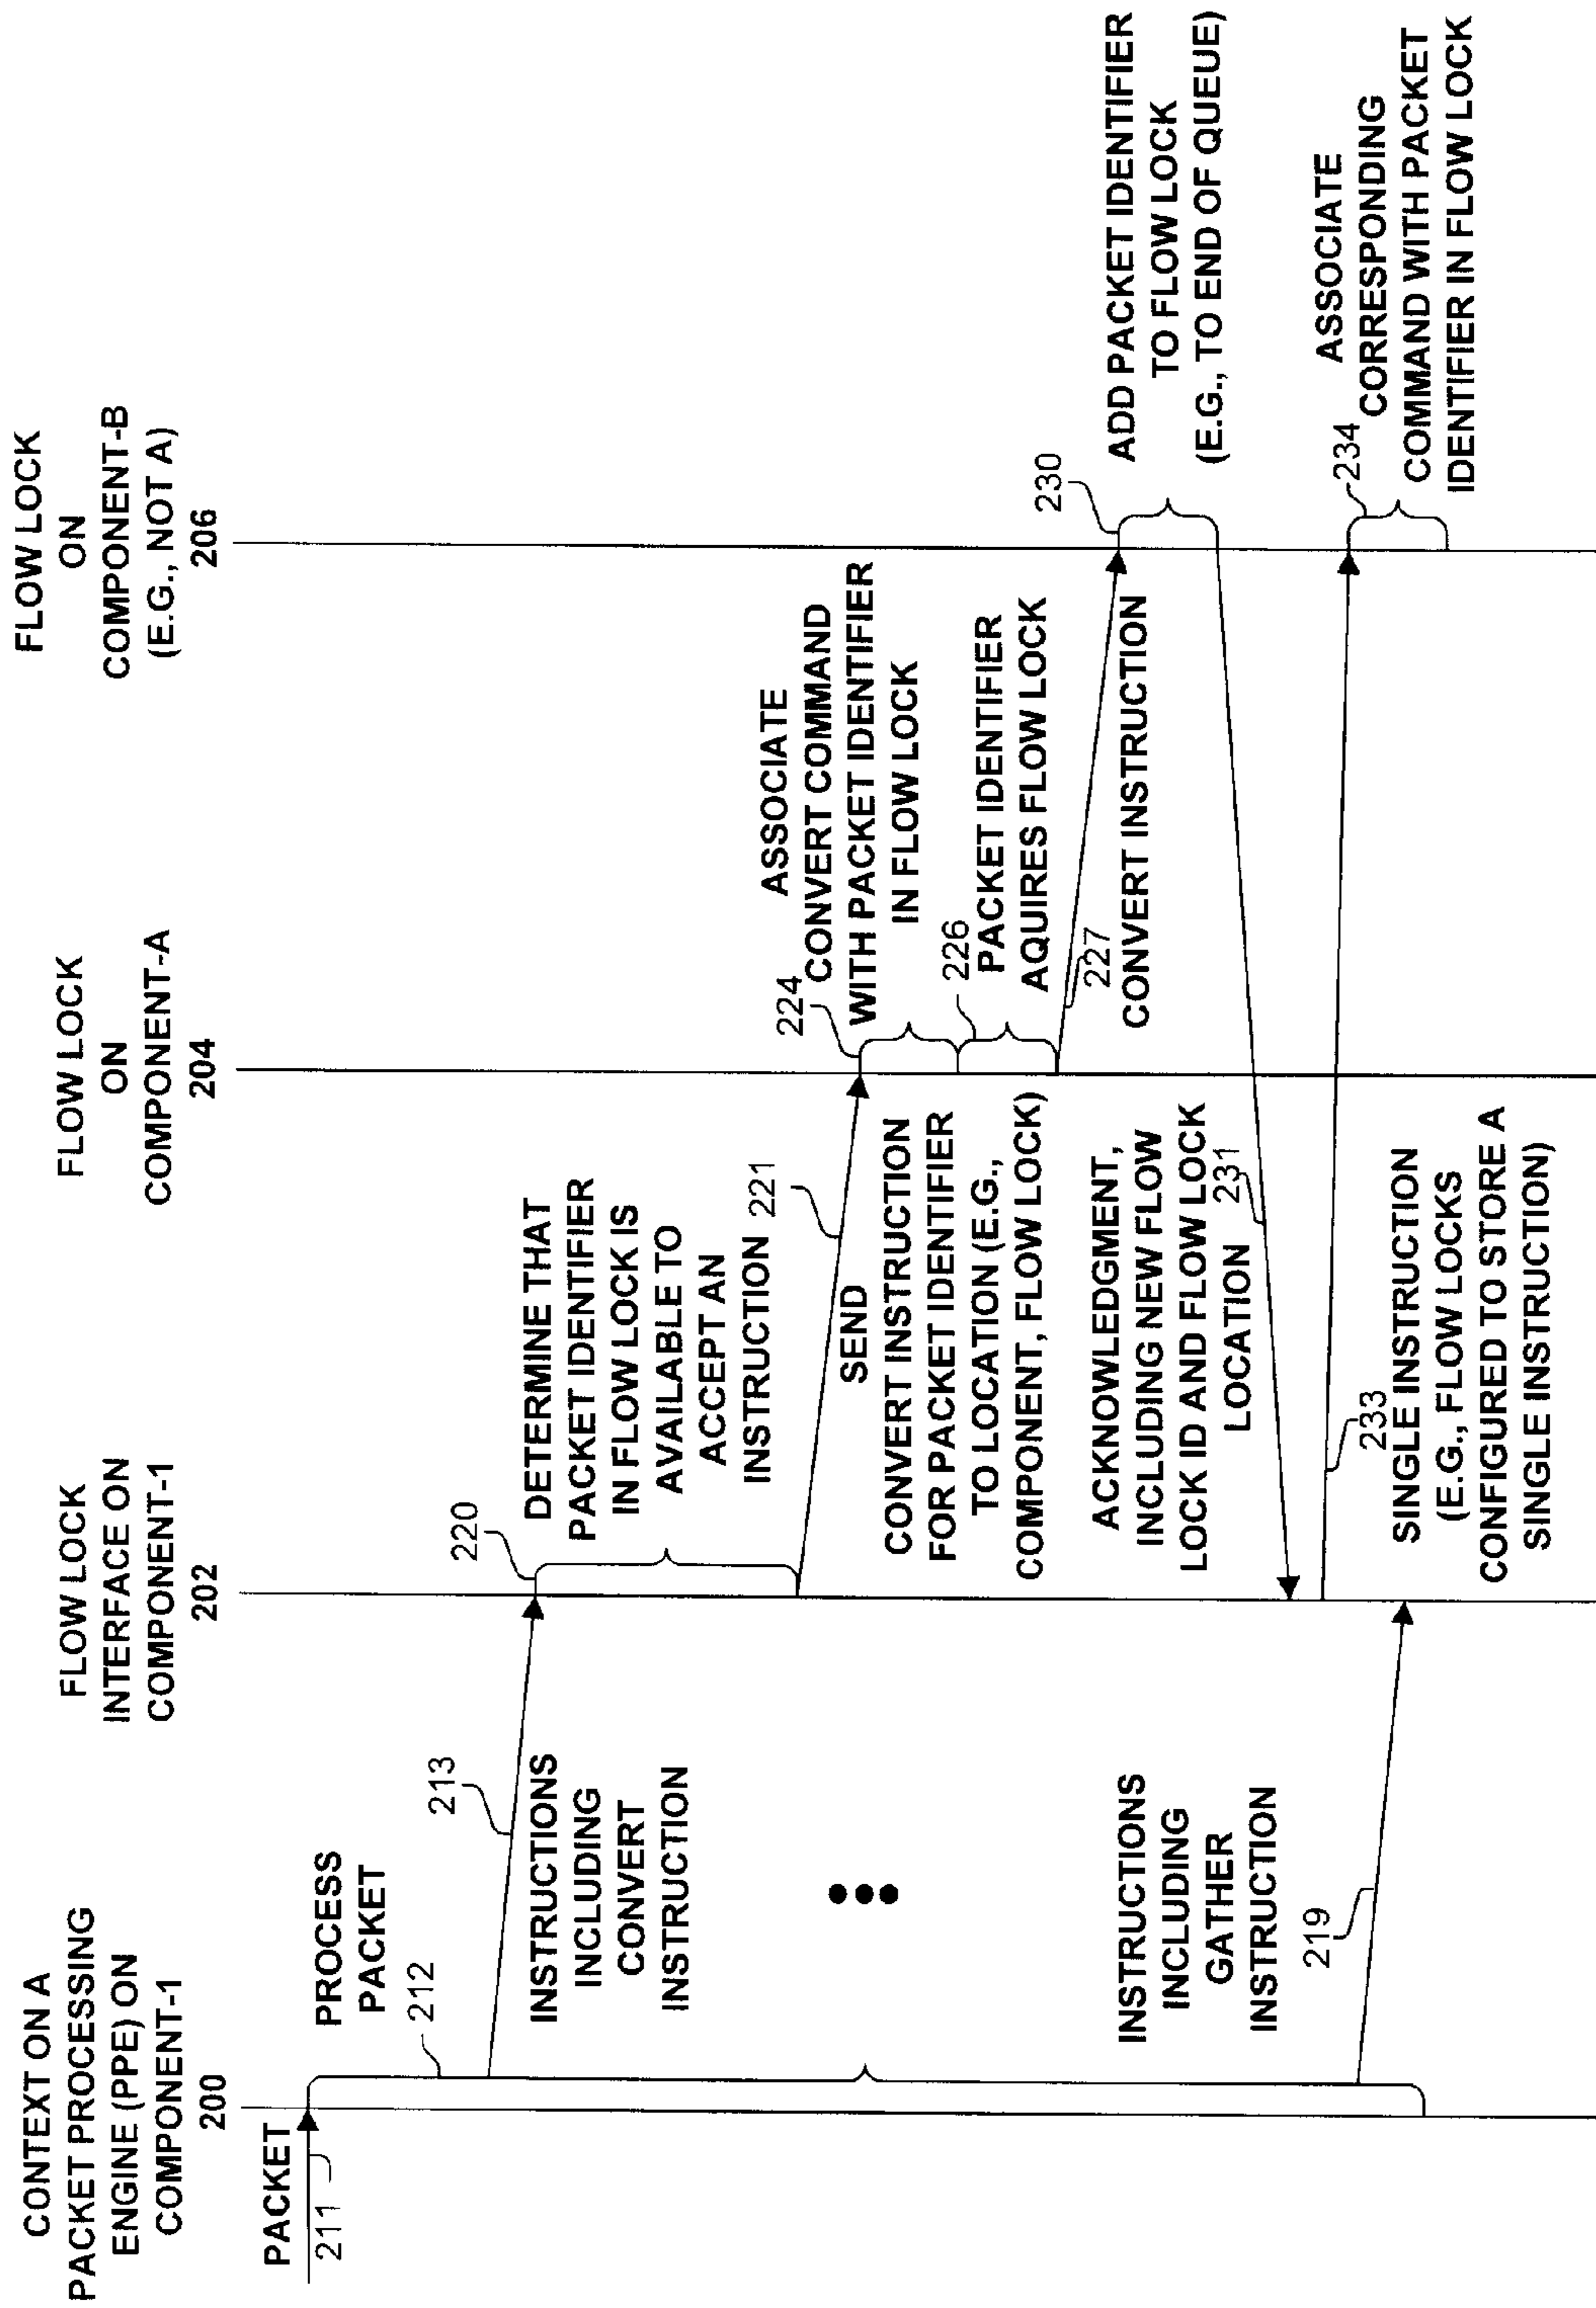 CONTEXT ON A
PACKET PROCESSING
ENGINE (PPE) ON
COMPONENT-1
200
FLOW LOCK
INTERFACE ON
COMPONENT-1
202
FLOW LOCK
ON
COMPONENT-A
204
FLOW LOCK
ON
COMPONENT-B
(E.G., NOT A)
206
PACKET
211
PROCESS
PACKET
212
213
INSTRUCTIONS
INCLUDING
CONVERT
INSTRUCTION
220
DETERMINE THAT
PACKET IDENTIFIER
IN FLOW LOCK IS
AVAILABLE TO
ACCEPT AN
INSTRUCTION
221
SEND
CONVERT INSTRUCTION
FOR PACKET IDENTIFIER
TO LOCATION (E.G.,
COMPONENT, FLOW LOCK)
224
ASSOCIATE
CONVERT COMMAND
WITH PACKET IDENTIFIER
IN FLOW LOCK
226
PACKET IDENTIFIER
AQUIRES FLOW LOCK
227
CONVERT INSTRUCTION
230
ADD PACKET IDENTIFIER
TO FLOW LOCK
(E.G., TO END OF QUEUE)
ACKNOWLEDGMENT,
INCLUDING NEW FLOW
LOCK ID AND FLOW LOCK
LOCATION
231
INSTRUCTIONS
INCLUDING
GATHER
INSTRUCTION
219
233
SINGLE INSTRUCTION
(E.G., FLOW LOCKS
CONFIGURED TO STORE A
SINGLE INSTRUCTION)
234
ASSOCIATE
CORRESPONDING
COMMAND WITH PACKET
IDENTIFIER IN FLOW LOCK